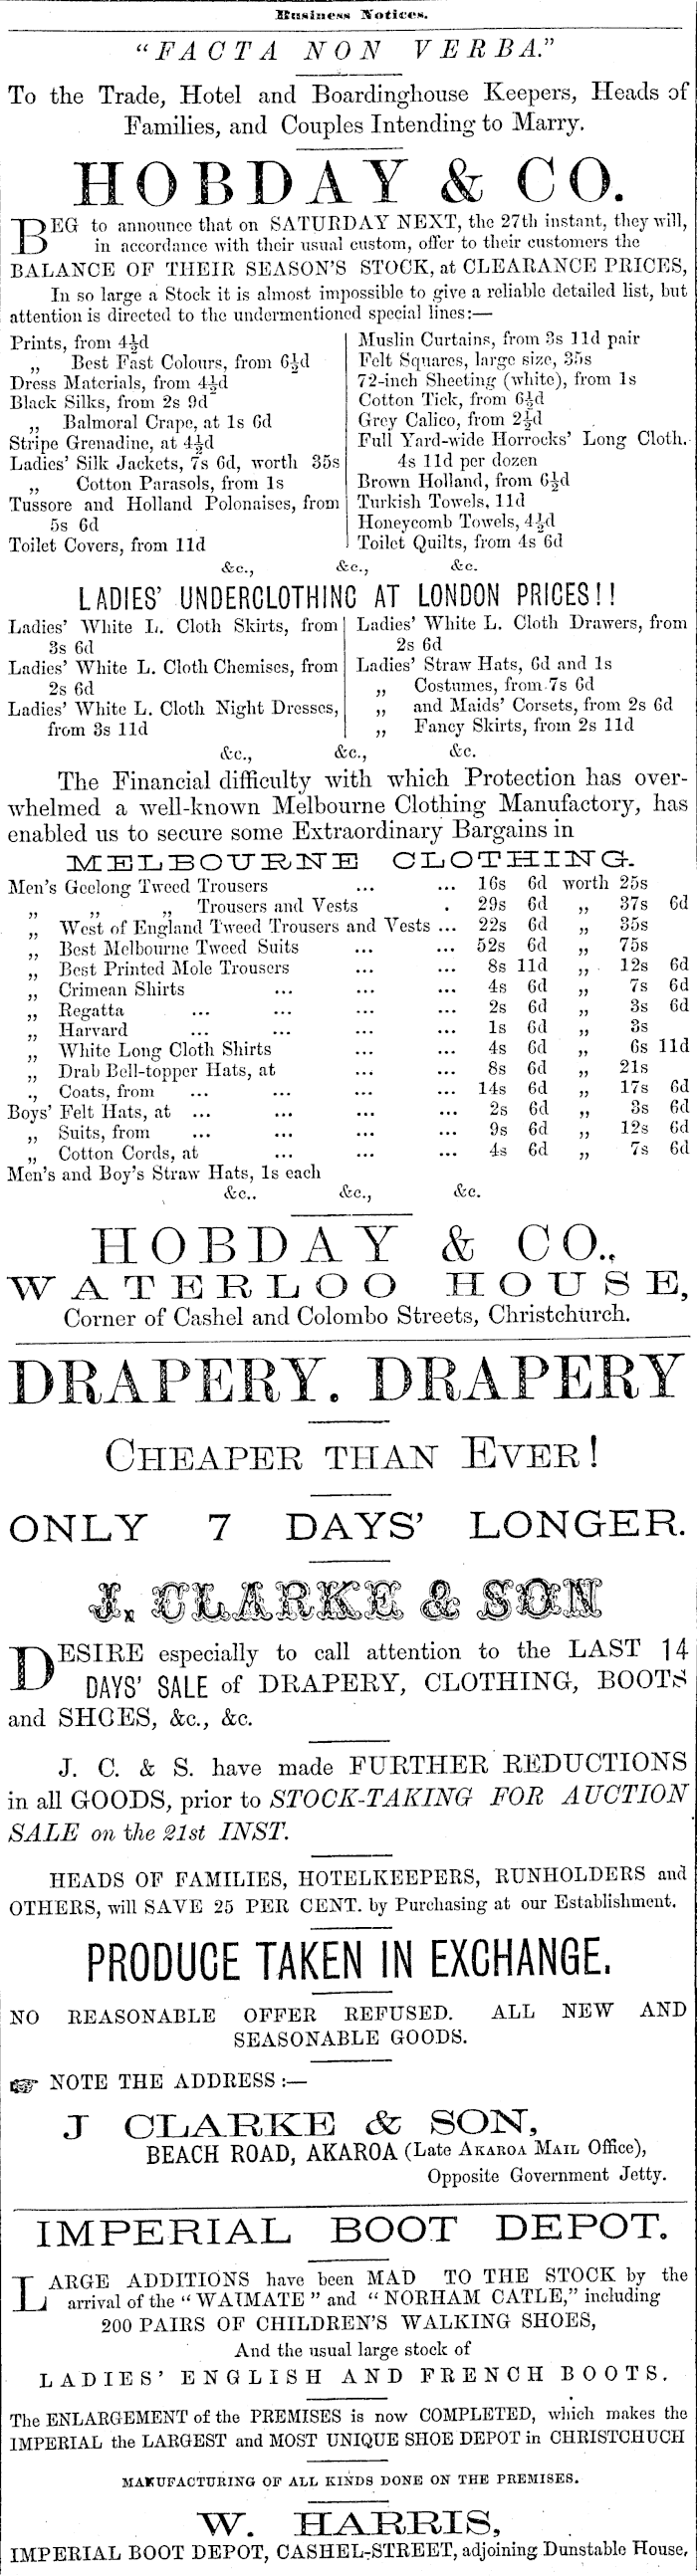 Business Notices.
"FACTA NON VERBA."
To the Trade, Hotel and Boardinghouse Keepers, Heads of
Families, and Couples Intending to Marry.
HOBDAY & CO.
BEG to announce that on SATURDAY NEXT, the 27th instant, they will,
in accordance with their usual custom, offer to their customers the
BALANCE OF THEIR SEASON'S STOCK, at CLEARANCE PRICES,
In so large a Stock it is almost impossible to give a reliable detailed list, but
attention is directed to the undermentioned special lines:—
Prints, from 4½d
„ Best Fast Colours, from 6½d
Dress Materials, from 4½d
Black Silks, from 2s 9d
„ Balmoral Crape, at 1s 6d
Stripe Grenadine, at 4½d
Ladies' Silk Jackets, 7s 6d, worth 35s
„ Cotton Parasols, from 1s
Tussore and Holland Polonaises, from
5s 6d
Toilet Covers, from 11d
Muslin Curtains, from 3s 11d pair
Felt Squares, large size, 35s
72-inch Sheeting (white), from 1s
Cotton Tick, from 6½d
Grey Calico, from 2½d
Full Yard-wide Horrocks' Long Cloth.
4s 11d per dozen
Brown Holland, from 6½d
Turkish Towels, 11d
Honeycomb Towels, 4½d
Toilet Quilts, from 4s 6d
&c., &c., &c.
LADIES' UNDERCLOTHING AT LONDON PRICES!!
Ladies' White L. Cloth Skirts, from
3s 6d
Ladies' White L. Cloth Chemises, from
2s 6d
Ladies' White L. Cloth Night Dresses,
from 3s 11d
Ladies' White L. Cloth Drawers, from
2s 6d
Ladies' Straw Hats, 6d and 1s
„ Costumes, from 7s 6d
„ and Maids' Corsets, from 2s 6d
„ Fancy Skirts, from 2s 11d
&c., &c., &c.
The Financial difficulty with which Protection has over-
whelmed a well-known Melbourne Clothing Manufactory, has
enabled us to secure some Extraordinary Bargains in
MELBOURNE CLOTHING.
Men's Geelong Tweed Trousers ... ... 16s 6d worth 25s
„ „ „ Trousers and Vests . 29s 6d „ 37s 6d
„ West of England Tweed Trousers and Vests ... 22s 6d „ 35s
„ Best Melbourne Tweed Suits ... ... 52s 6d „ 75s
„ Best Printed Mole Trousers ... ... 8s 11d „ 12s 6d
„ Crimean Shirts ... ... ... 4s 6d „ 7s 6d
„ Regatta ... ... ... ... 2s 6d „ 3s 6d
„ Harvard ... ... ... ... 1s 6d „ 3s
„ White Long Cloth Shirts ... ... 4s 6d „ 6s 11d
„ Drab Bell-topper Hats, at ... ... 8s 6d „ 21s
„ Coats, from ... ... ... ... 14s 6d „ 17s 6d
Boys' Felt Hats, at ... ... ... ... 2s 6d „ 3s 6d
„ Suits, from ... ... ... ... 9s 6d „ 12s 6d
„ Cotton Cords, at ... ... ... 4s 6d „ 7s 6d
Men's and Boy's Straw Hats, 1s each
&c.. &c., &c.
HOBDAY & CO.,
WATERLOO HOUSE,
Corner of Cashel and Colombo Streets, Christchurch.
DRAPERY. DRAPERY
CHEAPER THAN EVER!
ONLY 7 DAYS' LONGER.
J. CLARKE & SON
DESIRE especially to call attention to the LAST 14
DAYS' SALE of DRAPERY, CLOTHING, BOOTS
and SHOES, &c., &c.
J. C. & S. have made FURTHER REDUCTIONS
in all GOODS, prior to STOCK-TAKING FOR AUCTION
SALE on the 21st INST.
HEADS OF FAMILIES, HOTELKEEPERS, RUNHOLDERS and
OTHERS, will SAVE 25 PER CENT. by Purchasing at our Establishment.
PRODUCE TAKEN IN EXCHANGE.
NO REASONABLE OFFER REFUSED. ALL NEW AND
SEASONABLE GOODS.
☞ NOTE THE ADDRESS:—
J CLARKE & SON,
BEACH ROAD, AKAROA (Late AKAROA MAIL Office),
Opposite Government Jetty.
IMPERIAL BOOT DEPOT.
LARGE ADDITIONS have been MAD TO THE STOCK by the
arrival of the "WAIMATE" and "NORHAM CATLE," including
200 PAIRS OF CHILDREN'S WALKING SHOES,
And the usual large stock of
LADIES' ENGLISH AND FRENCH BOOTS.
The ENLARGEMENT of the PREMISES is now COMPLETED, which makes the
IMPERIAL the LARGEST and MOST UNIQUE SHOE DEPOT in CHRISTCHUCH
MANUFACTURING OF ALL KINDS DONE ON THE PREMISES.
W. HARRIS,
IMPERIAL BOOT DEPOT, CASHEL-STREET, adjoining Dunstable House,